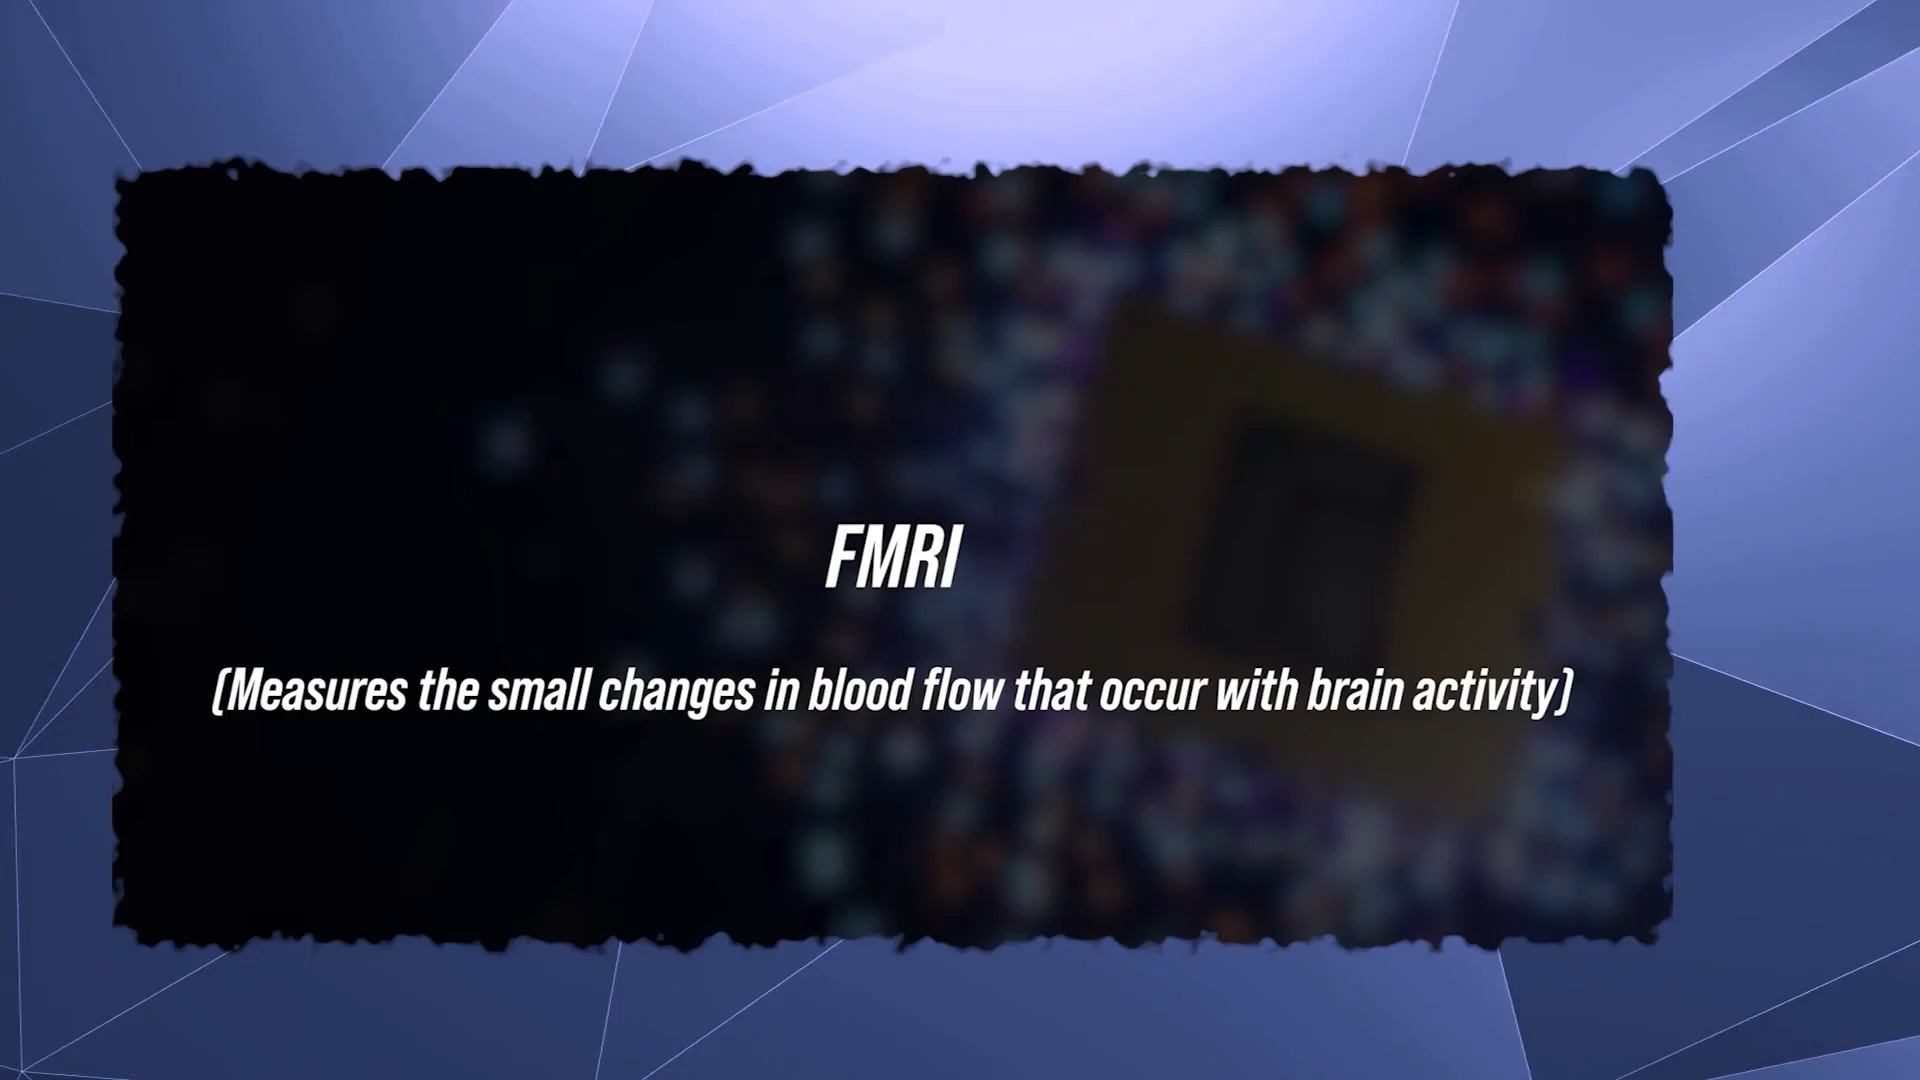 FMRI
(Measures the small changes in blood flow that occur with brain activity)